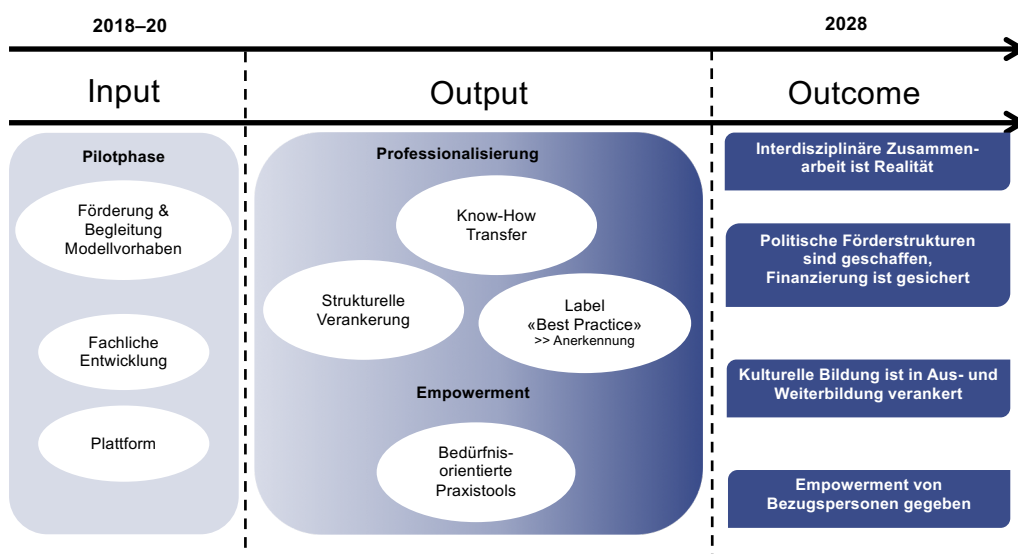 2018–20
2028
Input
Output
Outcome
Pilotphase
Förderung &
Begleitung
Modellvorhaben
Fachliche
Entwicklung
Plattform
Professionalisierung
Know-How
Transfer
Strukturelle
Verankerung
Label
«Best Practice»
>> Anerkennung
Empowerment
Bedürfnis-
orientierte
Praxistools
Interdisziplinäre Zusammen-
arbeit ist Realität
Politische Förderstrukturen
sind geschaffen,
Finanzierung ist gesichert
Kulturelle Bildung ist in Aus- und
Weiterbildung verankert
Empowerment von
Bezugspersonen gegeben